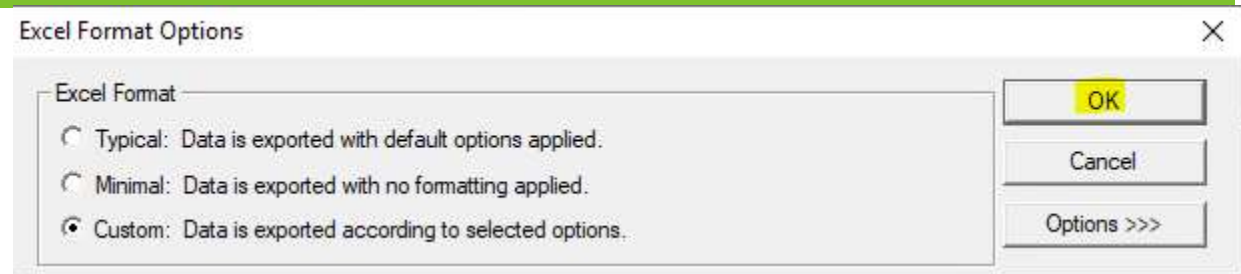 Excel Format Options
Excel Format
Typical: Data is exported with default options applied.
Minimal: Data is exported with no formatting applied.
Custom: Data is exported according to selected options.
OK
Cancel
Options >>>